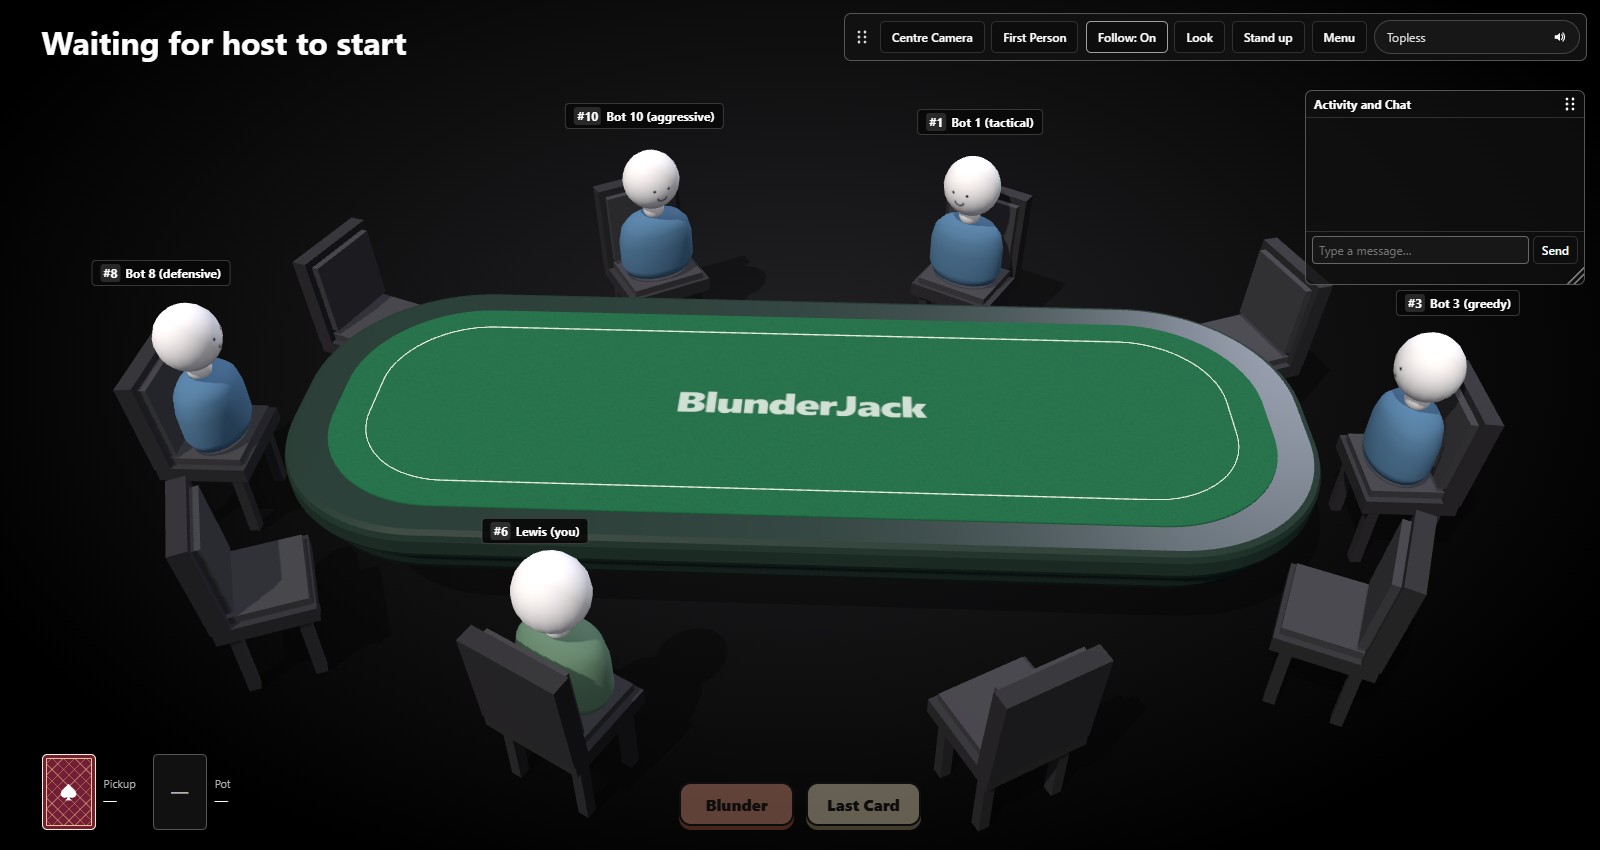 Waiting for host to start
Centre Camera
First Person
Follow: On
Look
Stand up
Menu
Topless
Activity and Chat
Type a message...
Send
#10 Bot 10 (aggressive)
#1 Bot 1 (tactical)
#8 Bot 8 (defensive)
#3 Bot 3 (greedy)
BlunderJack
#6 Lewis (you)
Pickup
—
—
Pot
—
Blunder
Last Card